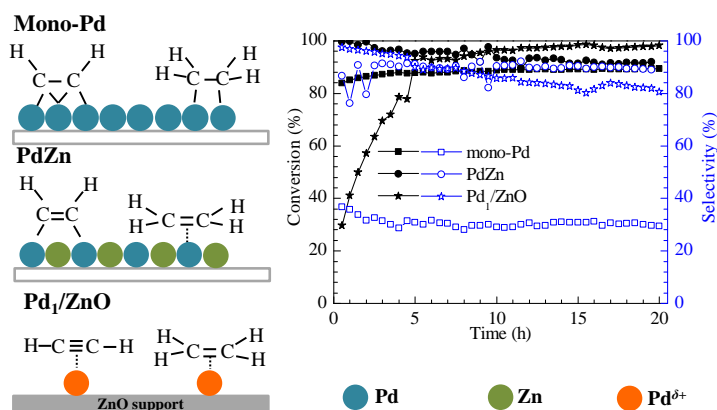 Mono-Pd
H H
C C
H H
C C
H H
PdZn
H H
C=C
H H
C=C
H H
Pd₁/ZnO
H-C≡C-H
H H
C=C
H H
ZnO support
100
80
60
40
20
0
Conversion (%)
mono-Pd
PdZn
Pd₁/ZnO
0 5 10 15 20
Time (h)
100
80
60
40
20
0
Selectivity (%)
Pd Zn Pdᵟ⁺